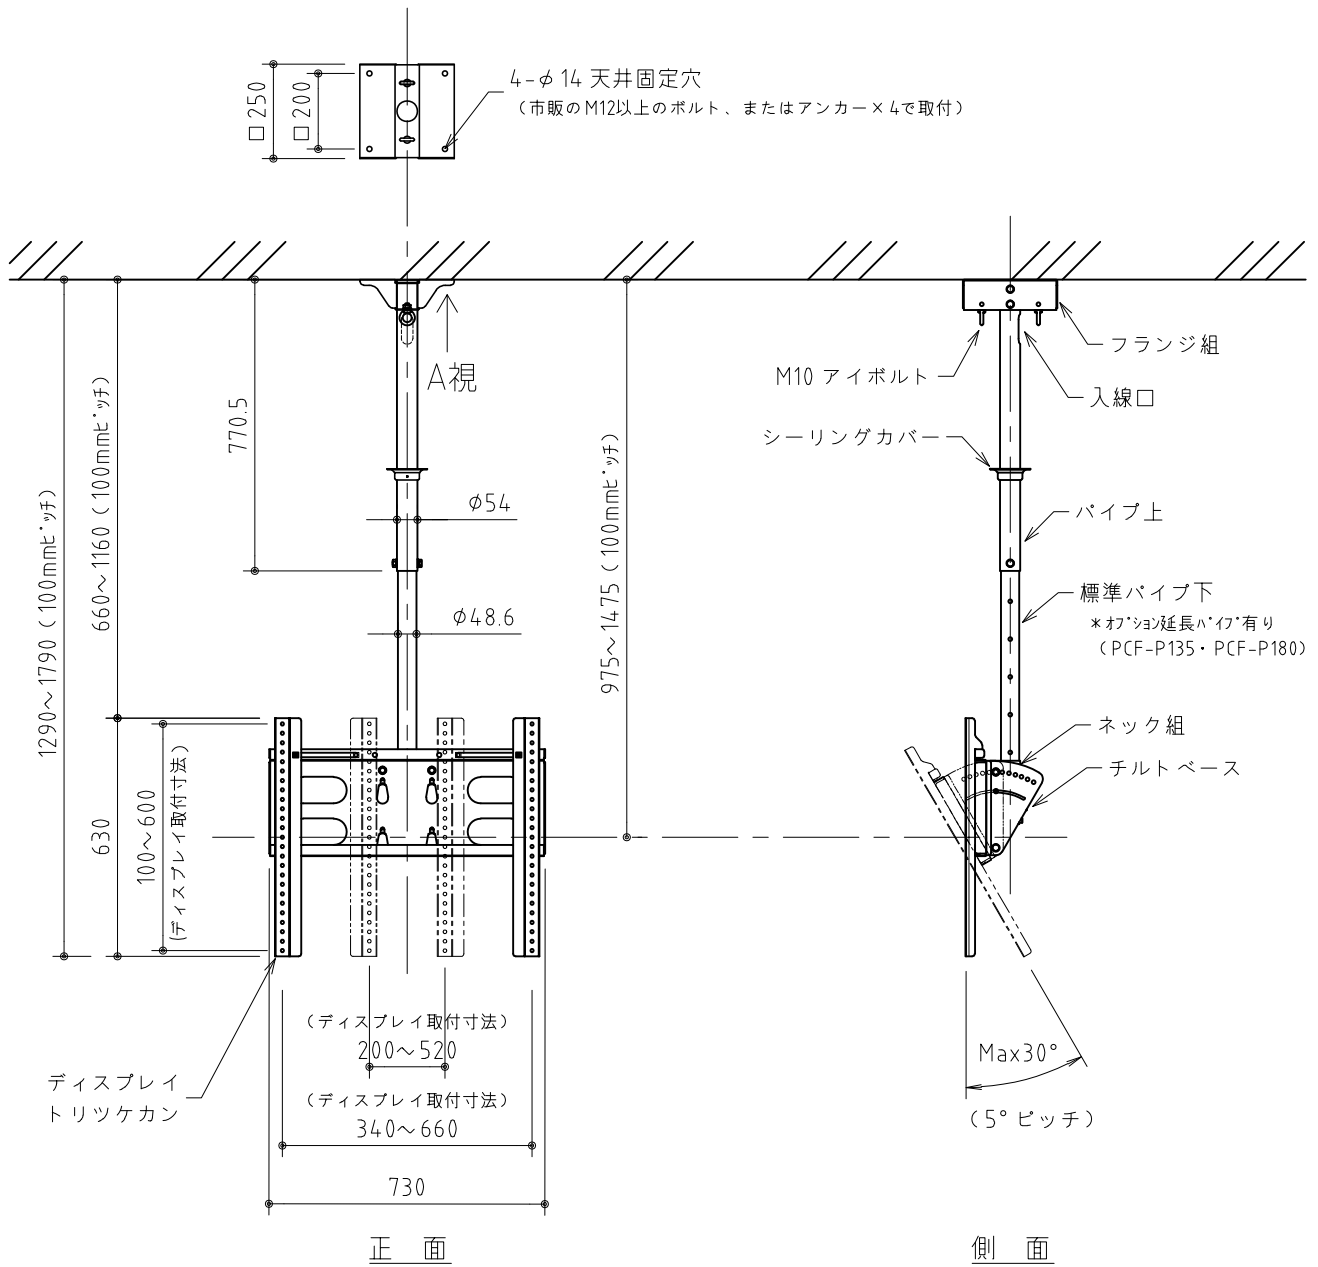 4-φ14 天井固定穴
（市販のM12以上のボルト、またはアンカー×4で取付）
□250
□200
A視
フランジ組
M10 アイボルト
入線口
シーリングカバー
770.5
φ54
パイプ上
1290～1790（100mmﾋﾟｯﾁ）
660～1160（100mmﾋﾟｯﾁ）
975～1475（100mmﾋﾟｯﾁ）
標準パイプ下
＊ｵﾌﾟｼｮﾝ延長ﾊﾟｲﾌﾟ有り
（PCF-P135・PCF-P180）
φ48.6
ネック組
チルトベース
630
100～600
（ディスプレイ取付寸法）
（ディスプレイ取付寸法）
200～520
（ディスプレイ取付寸法）
340～660
730
ディスプレイ
トリツケカン
Max30°
（5°ピッチ）
正 面
側 面